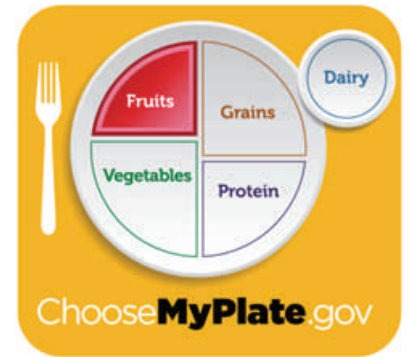 Fruits
Grains
Dairy
Vegetables
Protein
ChooseMyPlate.gov